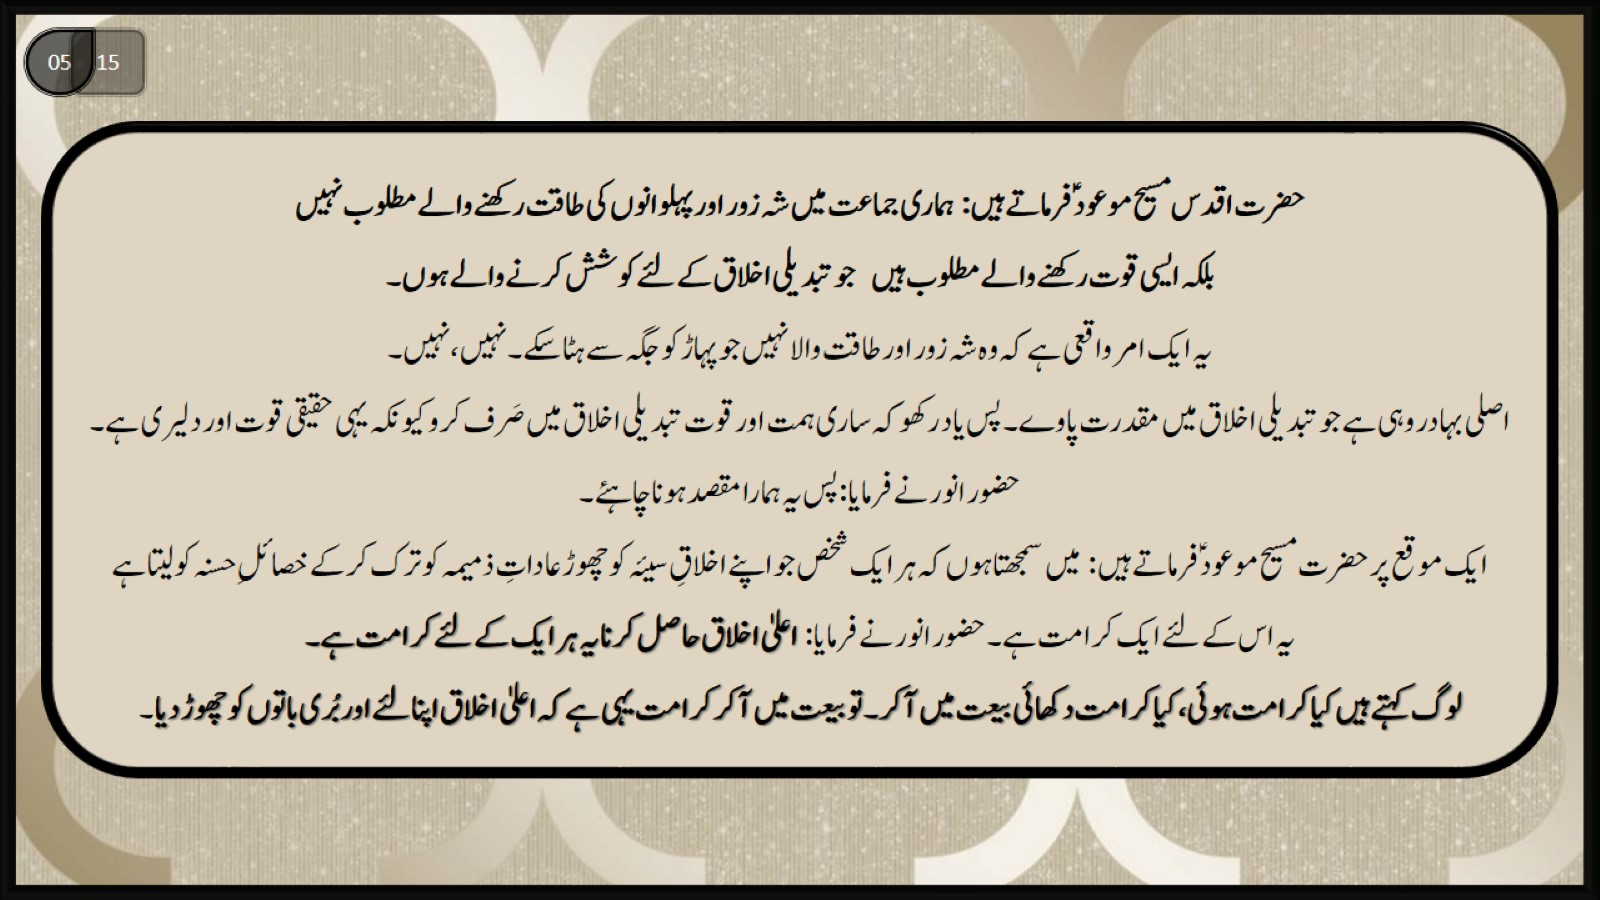 05 15
حضرت اقدس مسیح موعودؑ فرماتے ہیں: ہماری جماعت میں شہ زور اور پہلوانوں کی طاقت رکھنے والے مطلوب نہیں
بلکہ ایسی قوت رکھنے والے مطلوب ہیں جو تبدیلی اخلاق کے لئے کوشش کرنے والے ہوں۔
یہ ایک امر واقعی ہے کہ وہ شہ زور اور طاقت والا نہیں جو پہاڑ کو جگہ سے ہٹا سکے۔ نہیں، نہیں۔
اصلی بہادر وہی ہے جو تبدیلی اخلاق میں مقدرت پاوے۔ پس یاد رکھو کہ ساری ہمت اور قوت تبدیلی اخلاق میں صَرف کرو کیونکہ یہی حقیقی قوت اور دلیری ہے۔
حضور انور نے فرمایا: پس یہ ہمارا مقصد ہونا چاہئے۔
ایک موقع پر حضرت مسیح موعودؑ فرماتے ہیں: میں سمجھتا ہوں کہ ہر ایک شخص جو اپنے اخلاقِ سیئہ کو چھوڑ عاداتِ ذمیمہ کو ترک کر کے خصائلِ حسنہ کو لیتا ہے
یہ اس کے لئے ایک کرامت ہے۔ حضور انور نے فرمایا: اعلیٰ اخلاق حاصل کرنا یہ ہر ایک کے لئے کرامت ہے۔
لوگ کہتے ہیں کیا کرامت ہوئی، کیا کرامت دکھائی بیعت میں آ کر۔ تو بیعت میں آ کر کرامت یہی ہے کہ اعلیٰ اخلاق اپنا لئے اور بُری باتوں کو چھوڑ دیا۔